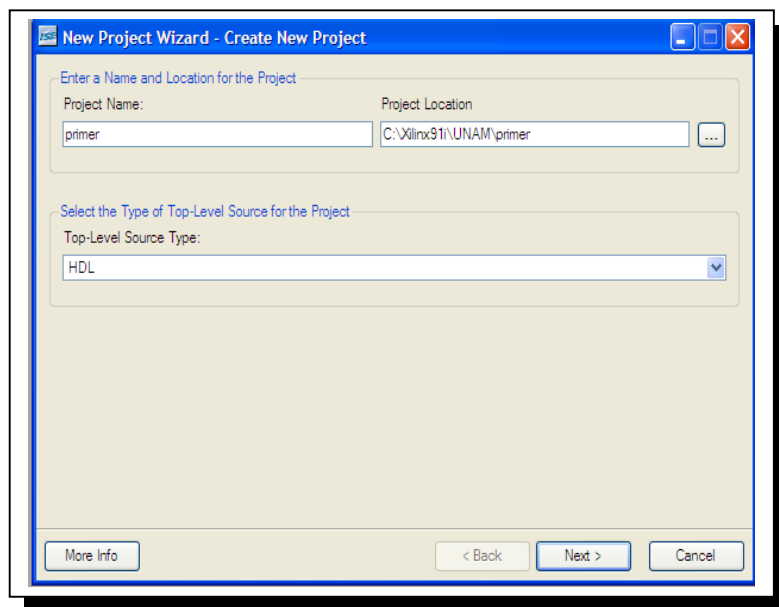 ISE New Project Wizard - Create New Project
Enter a Name and Location for the Project
Project Name: Project Location
primer C:\Xilinx91i\UNAM\primer ...
Select the Type of Top-Level Source for the Project
Top-Level Source Type:
HDL
More Info < Back Next > Cancel